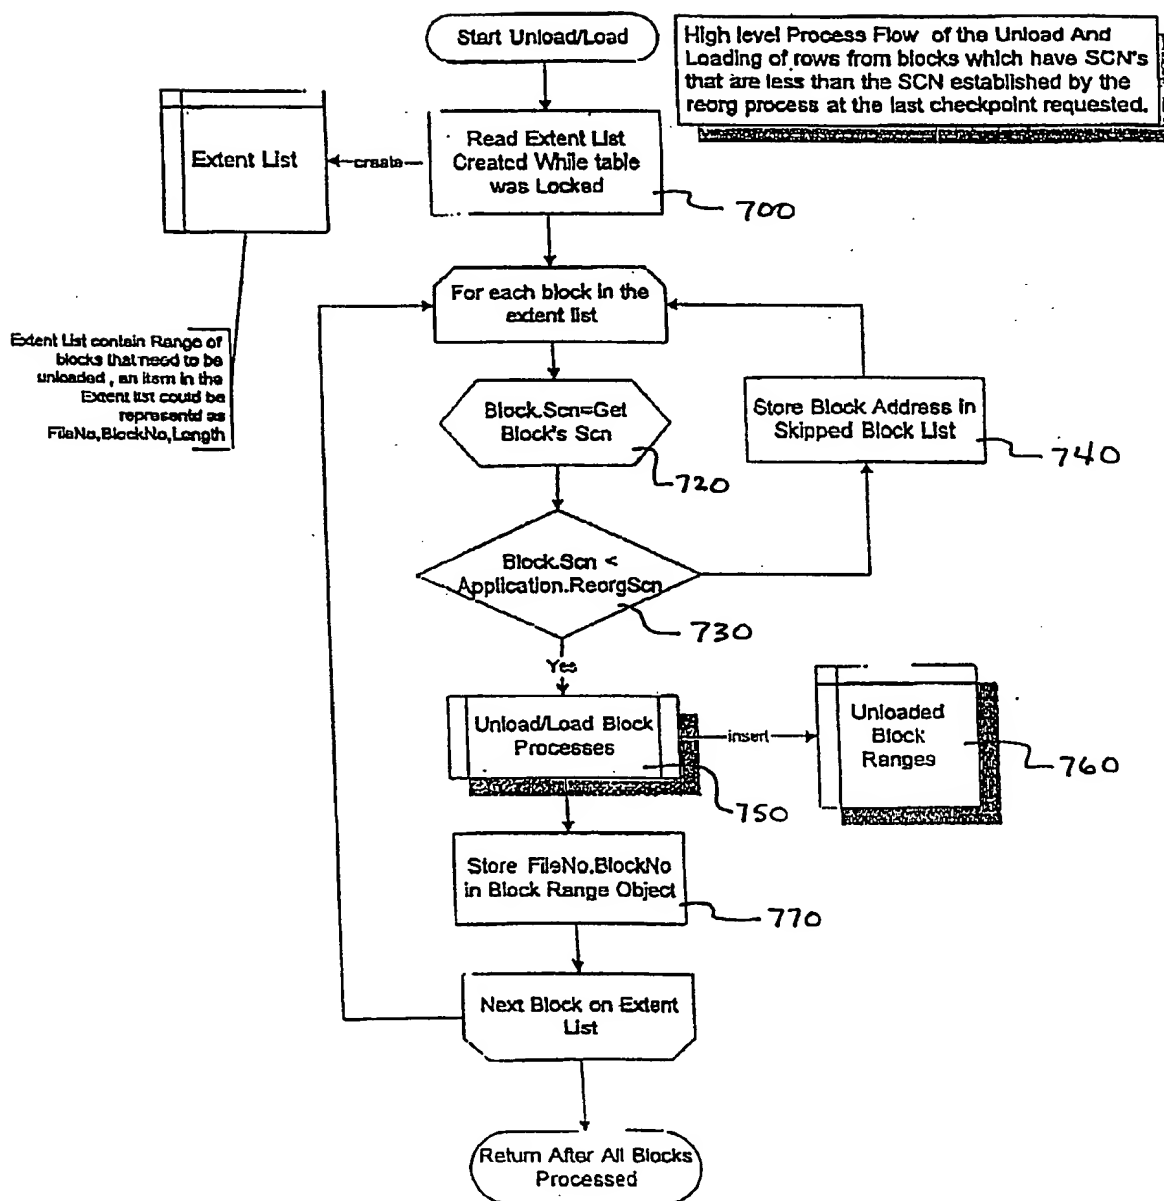 Start Unload/Load
High level Process Flow of the Unload And
Loading of rows from blocks which have SCN's
that are less than the SCN established by the
reorg process at the last checkpoint requested.
Extent List
create
Read Extent List
Created While table
was Locked
700
For each block in the
extent list
Extent List contain Range of
blocks that need to be
unloaded , an item in the
Extent list could be
representd as
FileNo,BlockNo,Length
Block.Scn=Get
Block's Scn
720
Store Block Address in
Skipped Block List
740
Block.Scn <
Application.ReorgScn
730
Yes
Unload/Load Block
Processes
750
insert
Unloaded
Block
Ranges
760
Store FileNo.BlockNo
in Block Range Object
770
Next Block on Extent
List
Return After All Blocks
Processed